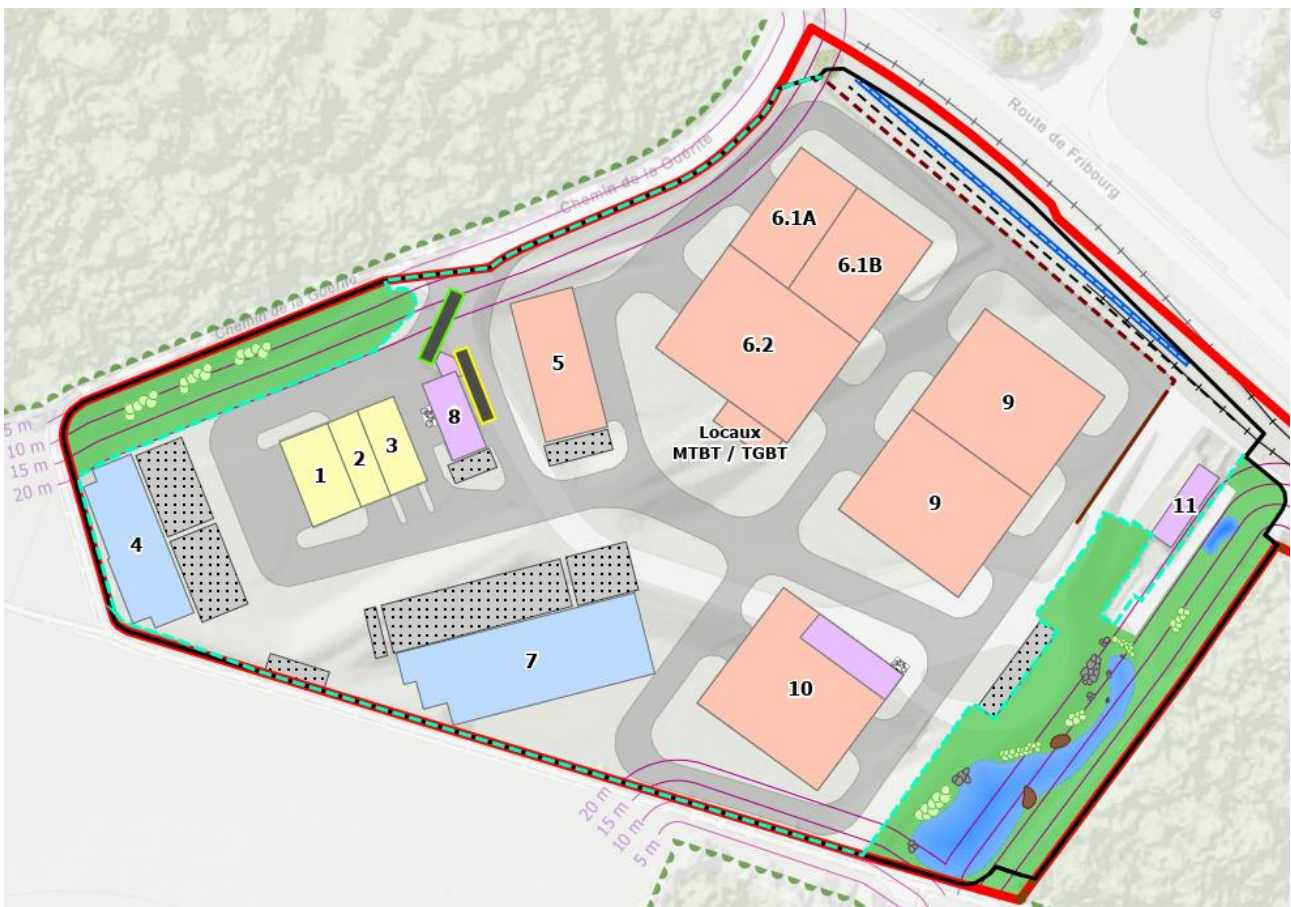 Route de Fribourg
Chemin de la Guérite
6.1A
6.1B
Chemin de la Guérite
6.2
5
9
8
5 m
10 m
15 m
20 m
3
2
1
Locaux
MTBT / TGBT
9
11
4
7
10
20 m
15 m
10 m
5 m